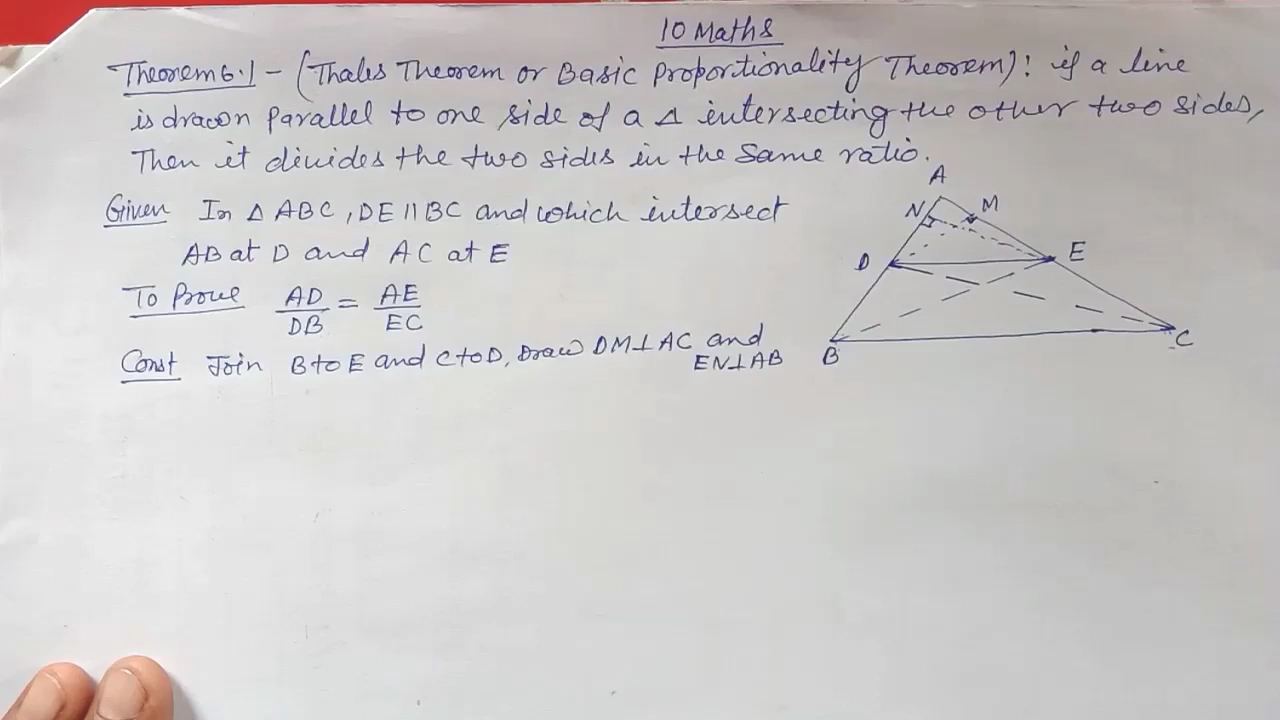 10 Maths
Theorem 6.1 - (Thales Theorem or Basic Proportionality Theorem): if a line
is drawn parallel to one side of a Δ intersecting the other two sides,
Then it divides the two sides in the same ratio.
Given In Δ ABC, DE || BC and which intersect
AB at D and AC at E
To Prove AD/DB = AE/EC
Const Join B to E and C to D, Draw DM⊥AC and
EN⊥AB
A
N
M
D
E
B
C